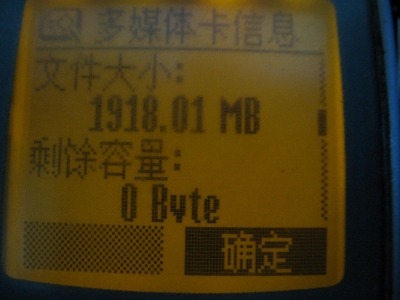 多媒体卡信息
文件大小:
1918.01 MB
剩馀容量:
0 Byte
确定